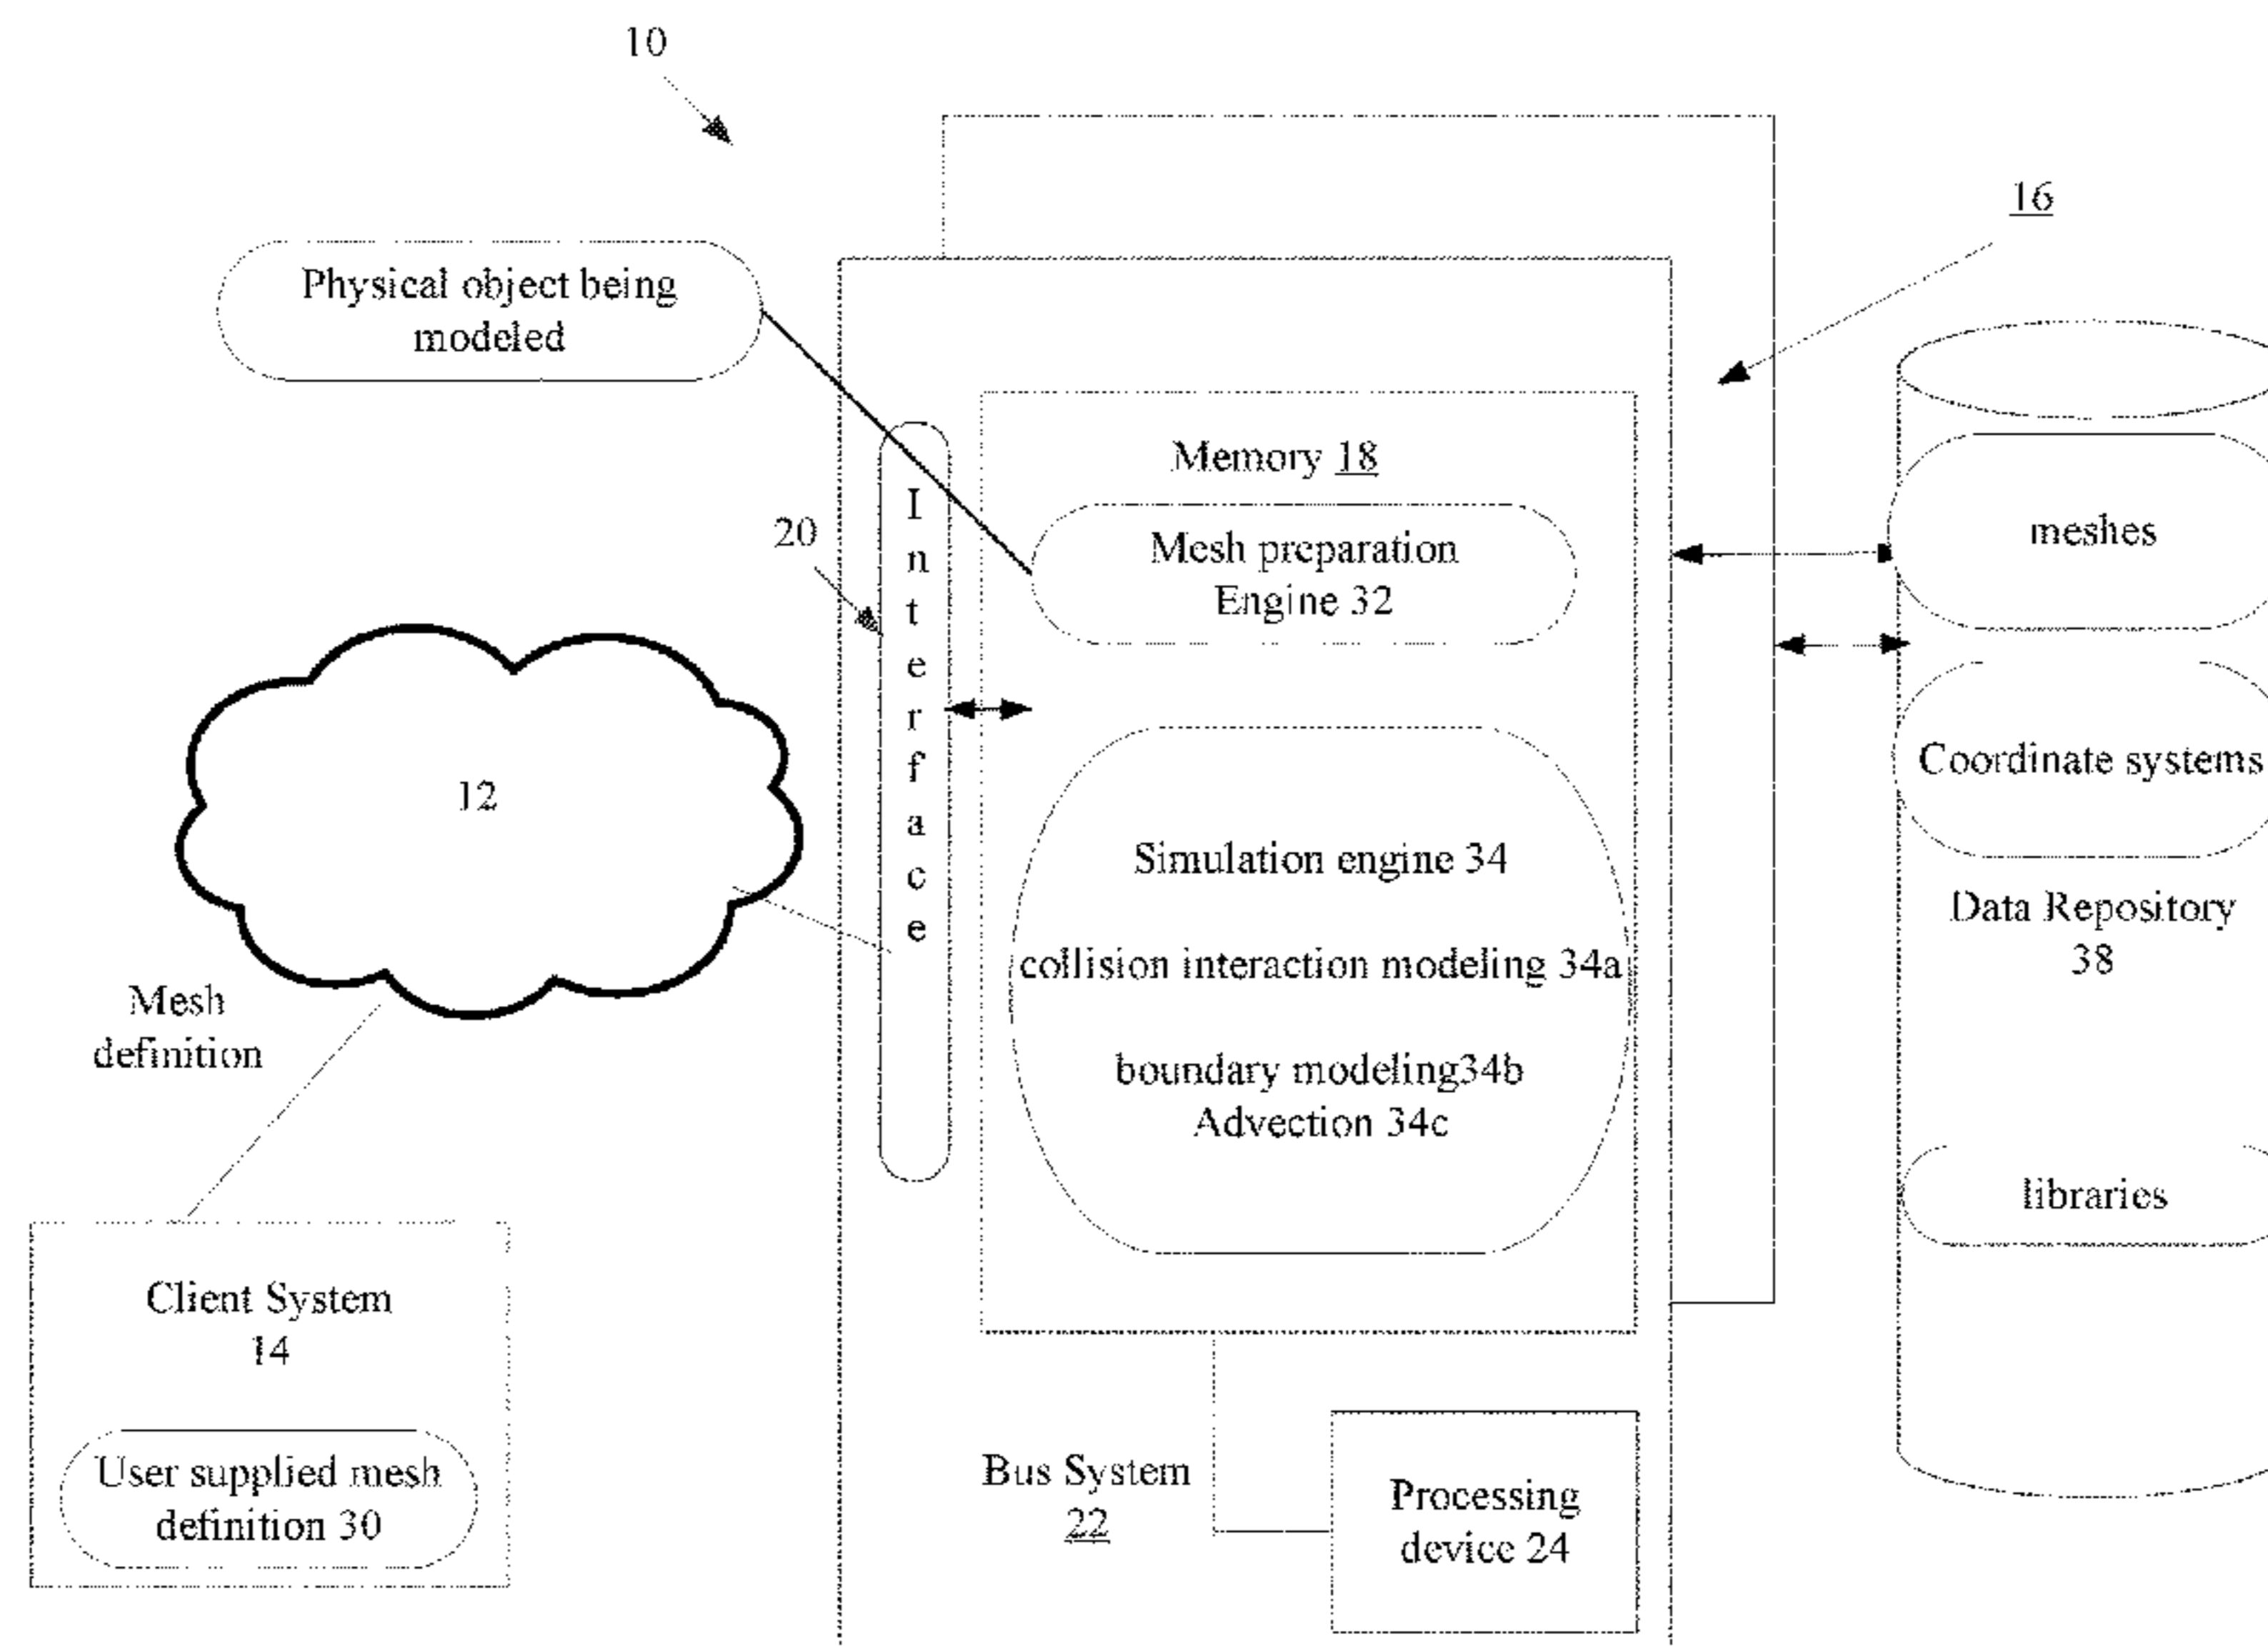 10
16
Physical object being
modeled
Memory 18
20
Interface
Mesh preparation
Engine 32
meshes
12
Coordinate systems
Simulation engine 34
collision interaction modeling 34a
boundary modeling34b
Advection 34c
Data Repository
38
Mesh
definition
libraries
Client System
14
User supplied mesh
definition 30
Bus System
22
Processing
device 24